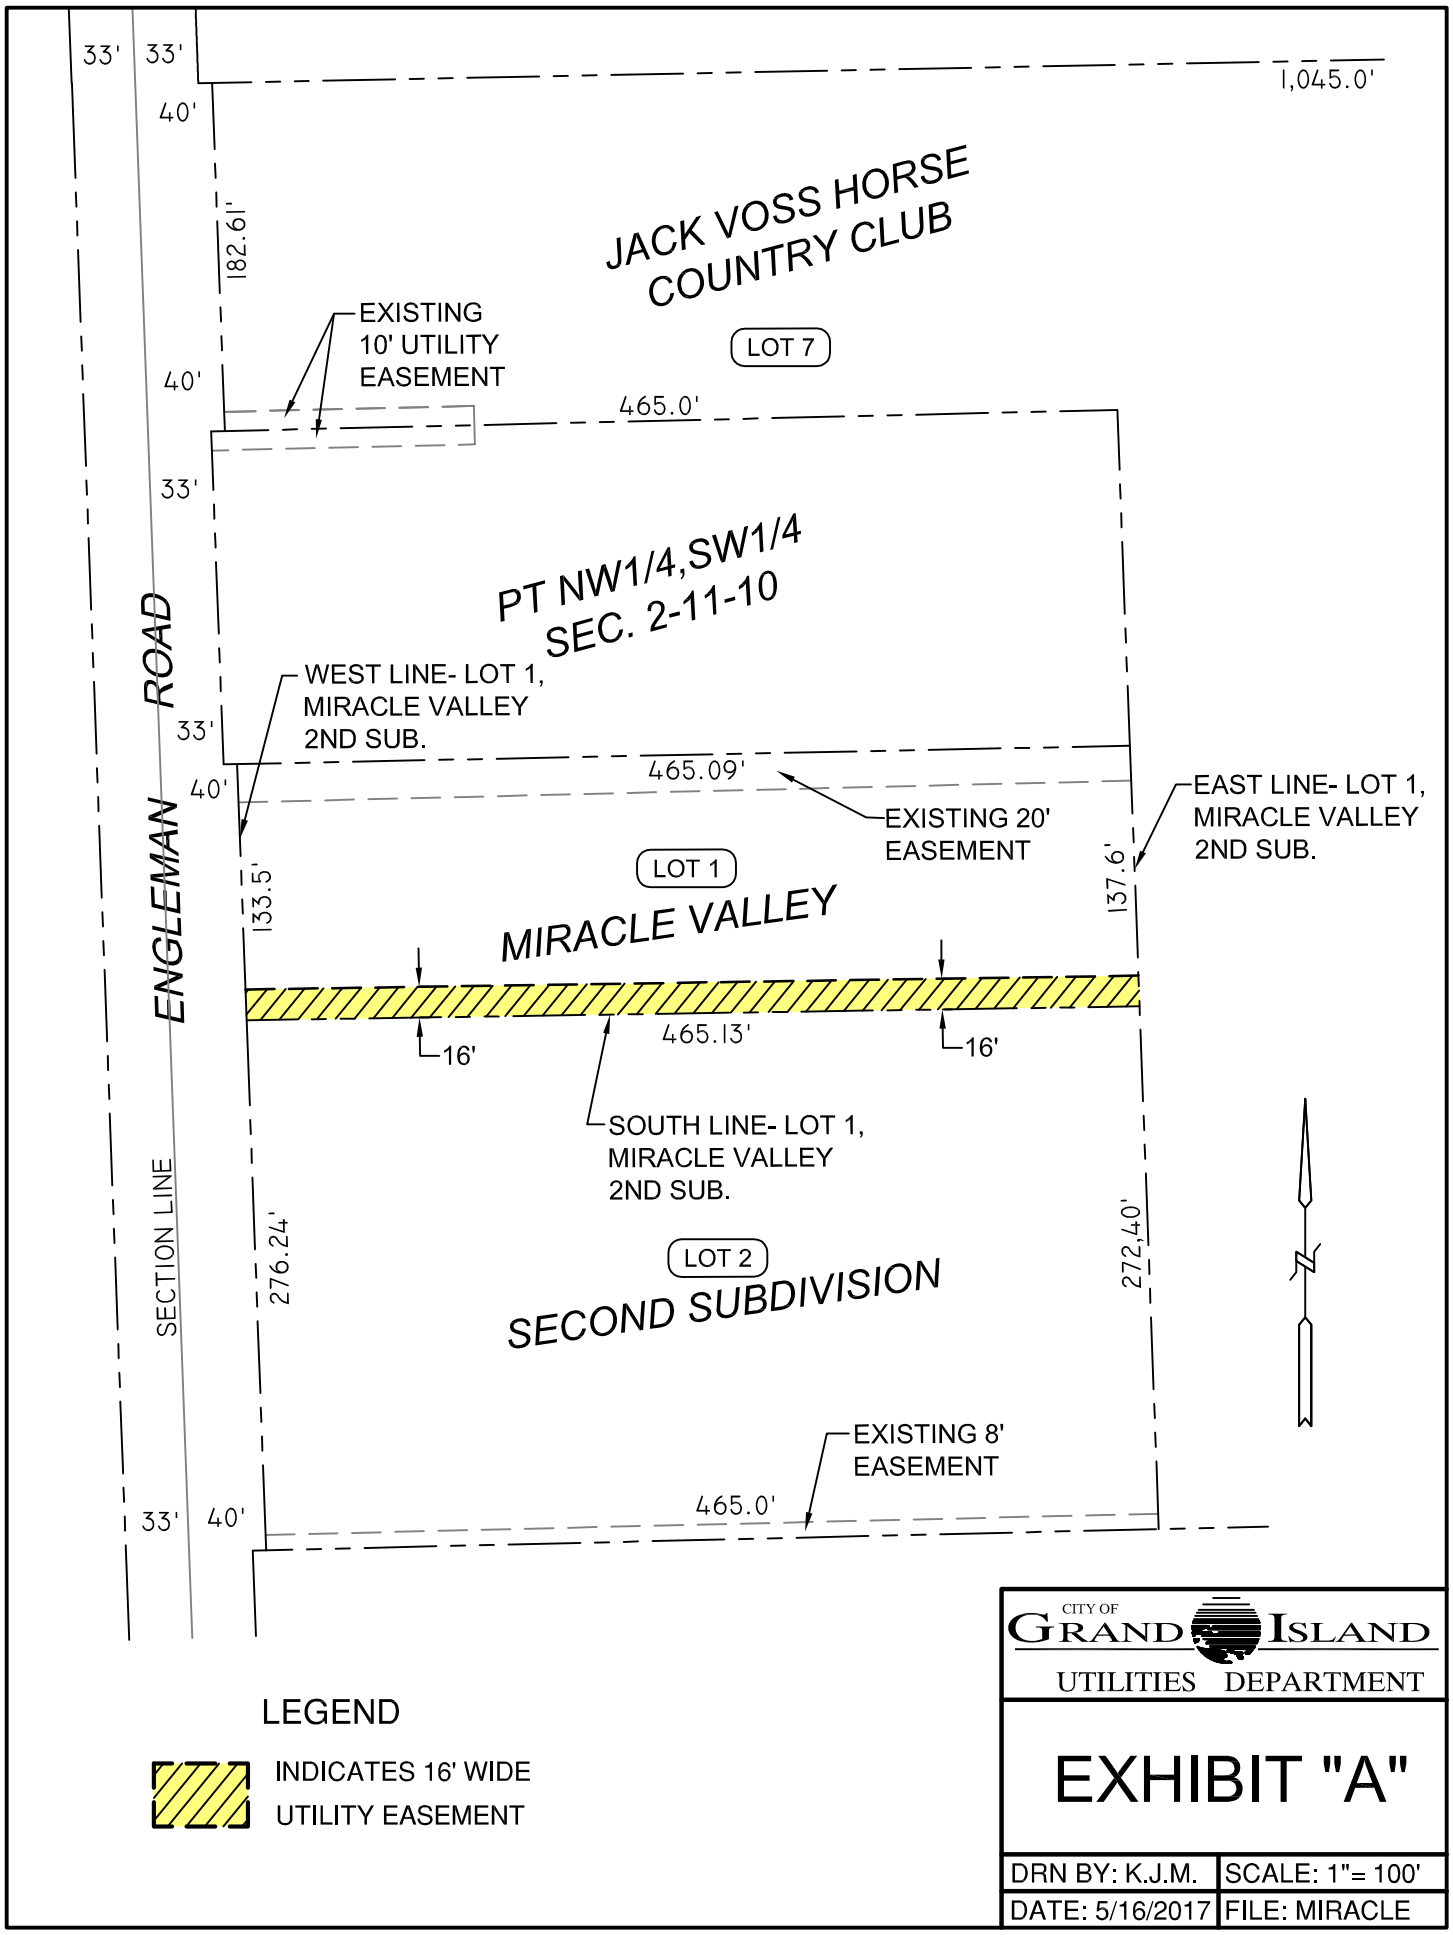 33'
33'
1,045.0'
40'
182.61'
JACK VOSS HORSE
COUNTRY CLUB
EXISTING
10' UTILITY
EASEMENT
LOT 7
40'
465.0'
33'
PT NW1/4,SW1/4
SEC. 2-11-10
ENGLEMAN ROAD
WEST LINE- LOT 1,
MIRACLE VALLEY
2ND SUB.
33'
40'
465.09'
EXISTING 20'
EASEMENT
EAST LINE- LOT 1,
MIRACLE VALLEY
2ND SUB.
LOT 1
133.5'
137.6'
MIRACLE VALLEY
465.13'
16'
16'
SOUTH LINE- LOT 1,
MIRACLE VALLEY
2ND SUB.
SECTION LINE
276.24'
272,40'
LOT 2
SECOND SUBDIVISION
N
EXISTING 8'
EASEMENT
465.0'
33'
40'
LEGEND
INDICATES 16' WIDE
UTILITY EASEMENT
CITY OF
GRAND ISLAND
UTILITIES DEPARTMENT
EXHIBIT "A"
DRN BY: K.J.M.
SCALE: 1"= 100'
DATE: 5/16/2017
FILE: MIRACLE